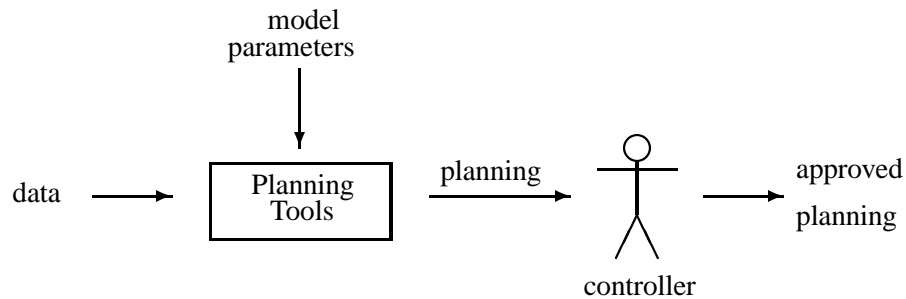 model
parameters
data
Planning
Tools
planning
controller
approved
planning